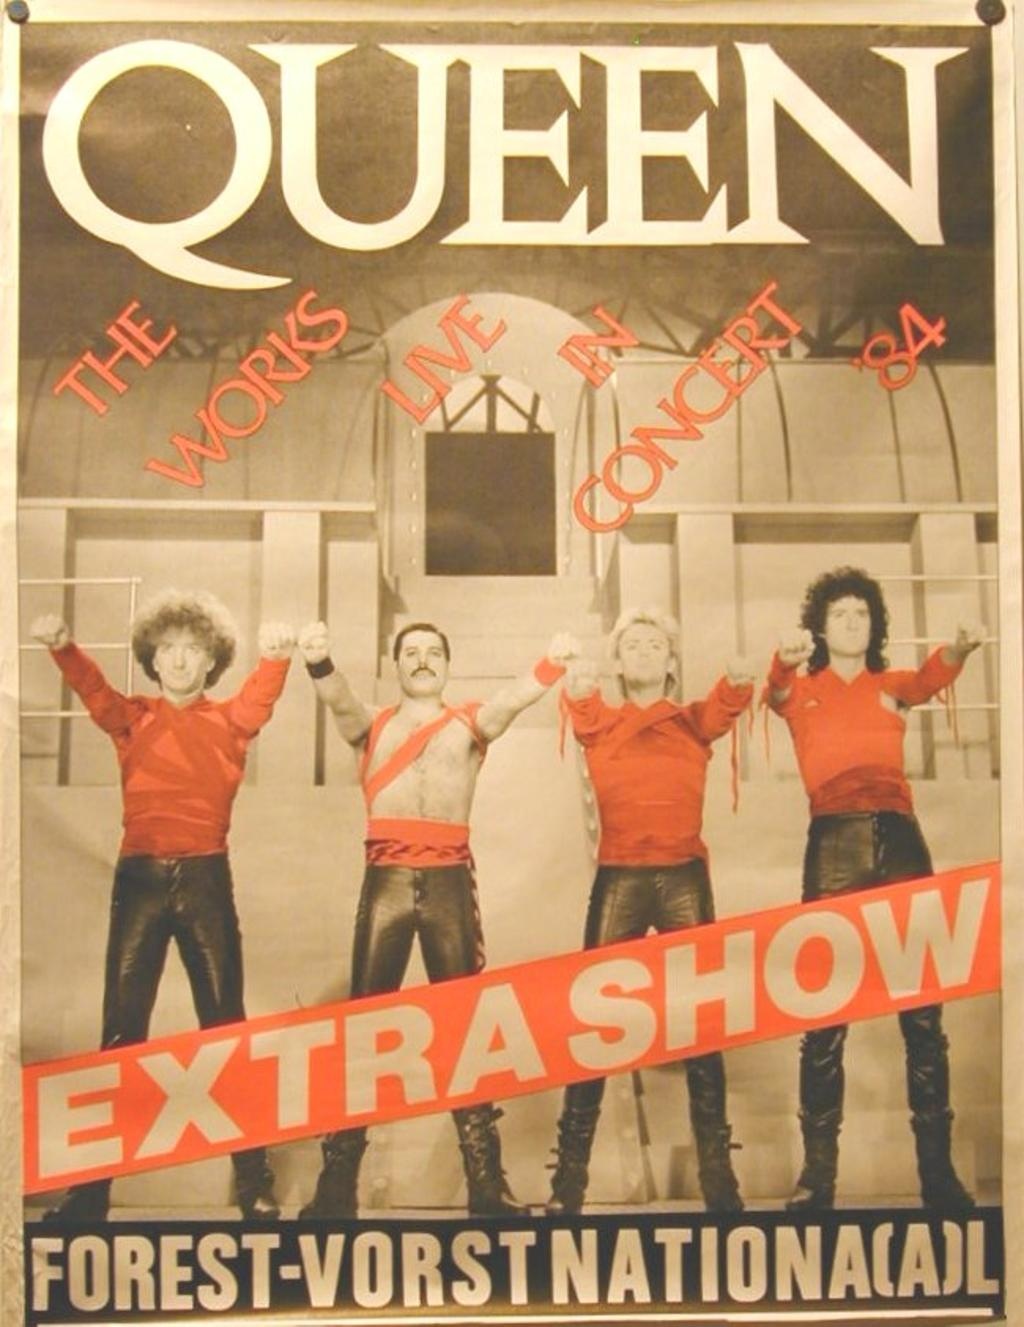 QUEEN
THE WORKS LIVE IN CONCERT '84
EXTRA SHOW
FOREST-VORST NATIONA(A)L